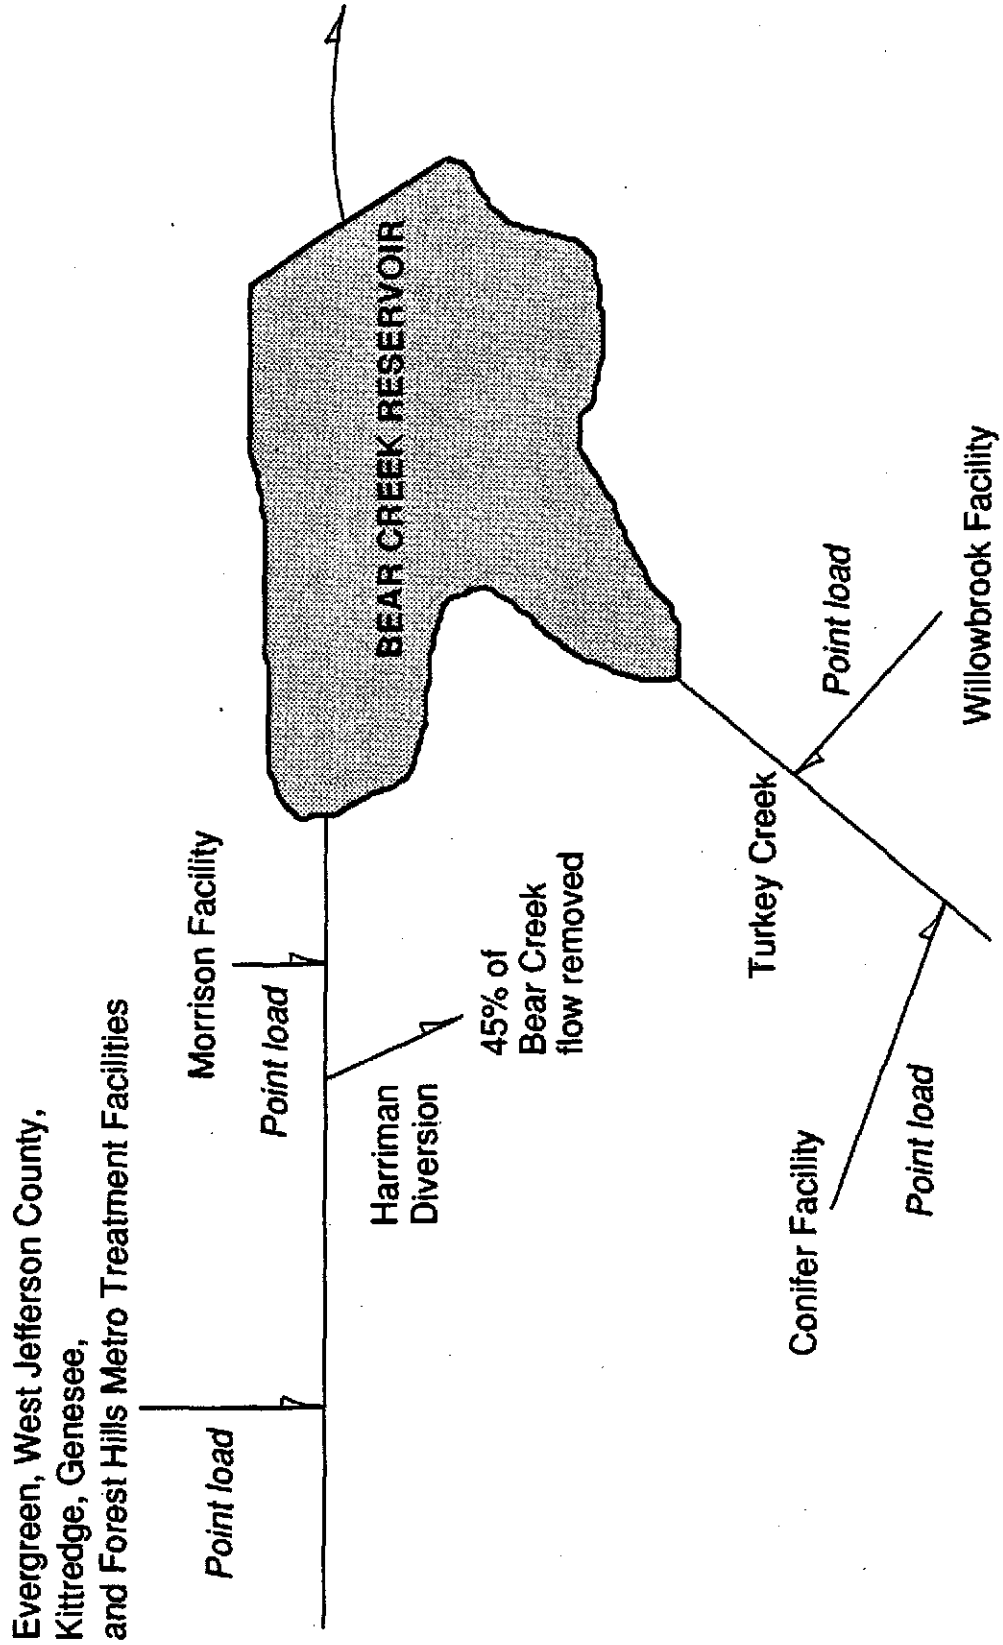 Evergreen, West Jefferson County,
Kittredge, Genesee,
and Forest Hills Metro Treatment Facilities
Point load
Morrison Facility
Point load
Harriman
Diversion
45% of
Bear Creek
flow removed
BEAR CREEK RESERVOIR
Turkey Creek
Point load
Willowbrook Facility
Conifer Facility
Point load